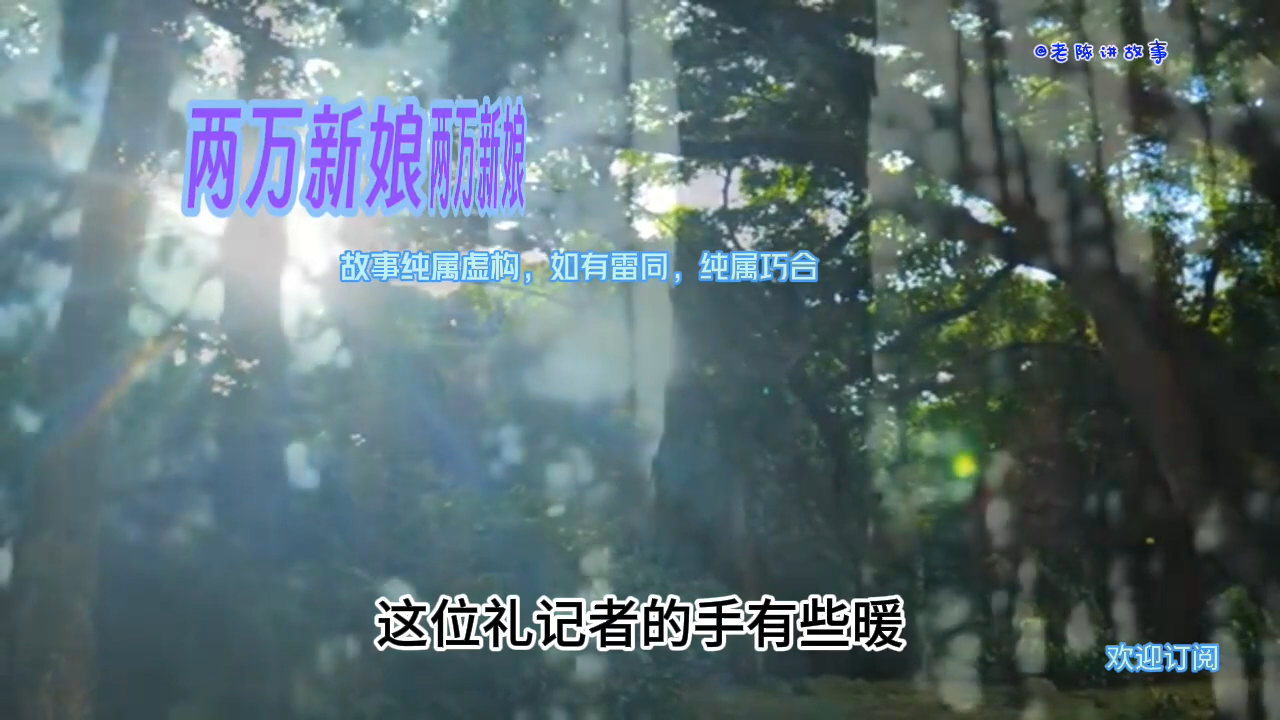 ©老陈讲故事
两万新娘两万新娘
故事纯属虚构，如有雷同，纯属巧合
这位礼记者的手有些暖
欢迎订阅